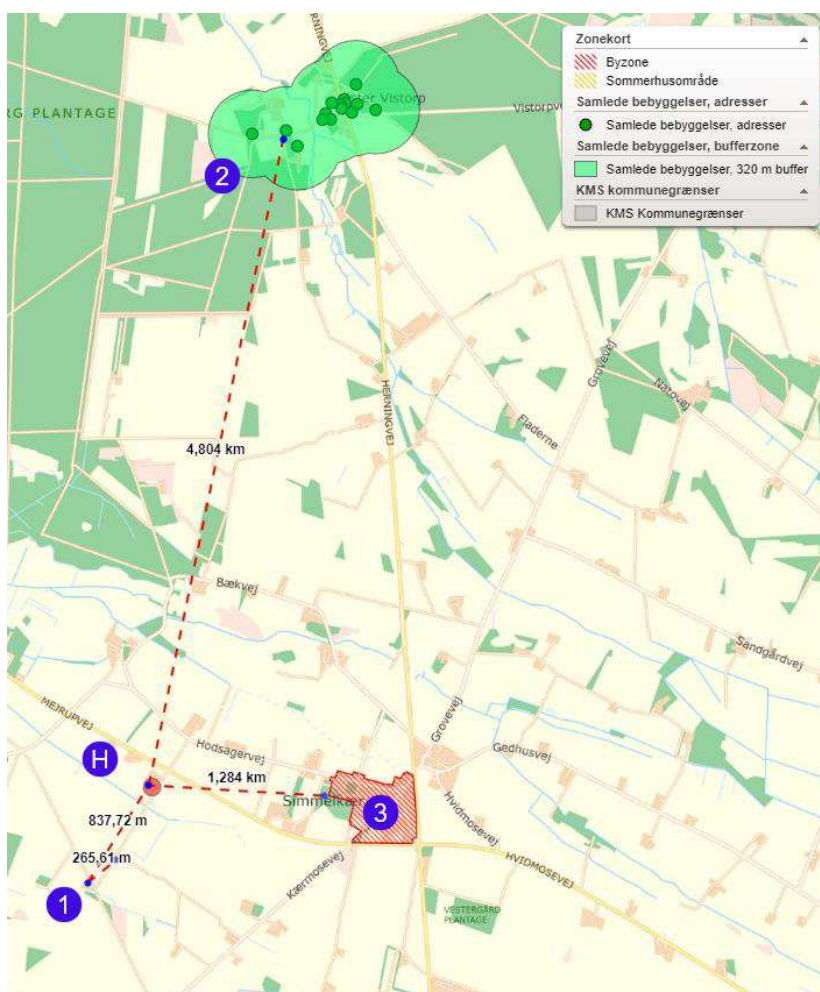 Zonekort
Byzone
Sommerhusområde
Samlede bebyggelser, adresser
Samlede bebyggelser, adresser
Samlede bebyggelser, bufferzone
Samlede bebyggelser, 320 m buffer
KMS kommunegrænser
KMS Kommunegrænser
HERNINGVEJ
PLANTAGE
Vistorp
2
HERNINGVEJ
Grovevej
Natovej
Fladerne
4,804 km
Bækvej
Sandgårdvej
MEJRUPVEJ
Grovevej
Hodsagervej
Gedhusvej
H
1,284 km
3
Hvidmosevej
837,72 m
265,61 m
Kærmosevej
HVIDMOSEVEJ
1
VESTERGÅRD
PLANTAGE